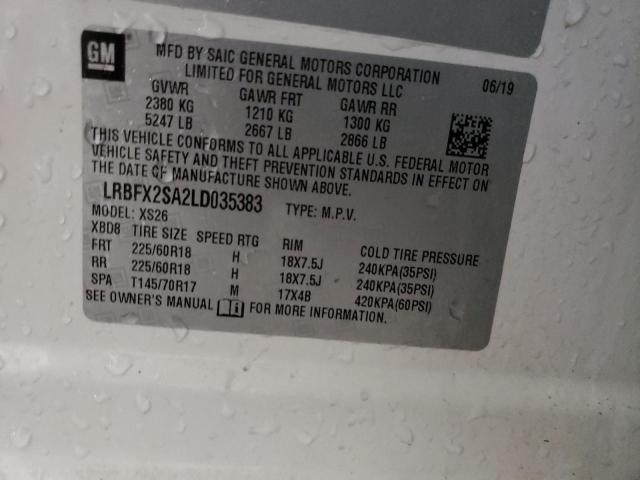 GM
MFD BY SAIC GENERAL MOTORS CORPORATION
LIMITED FOR GENERAL MOTORS LLC
06/19
GVWR GAWR FRT GAWR RR
2380 KG 1210 KG 1300 KG
5247 LB 2667 LB 2866 LB
THIS VEHICLE CONFORMS TO ALL APPLICABLE U.S. FEDERAL MOTOR
VEHICLE SAFETY AND THEFT PREVENTION STANDARDS IN EFFECT ON
THE DATE OF MANUFACTURE SHOWN ABOVE.
LRBFX2SA2LD035383 TYPE: M.P.V.
MODEL: XS26
XBD8 TIRE SIZE SPEED RTG RIM COLD TIRE PRESSURE
FRT 225/60R18 H 18X7.5J 240KPA(35PSI)
RR 225/60R18 H 18X7.5J 240KPA(35PSI)
SPA T145/70R17 M 17X4B 420KPA(60PSI)
SEE OWNER'S MANUAL FOR MORE INFORMATION.